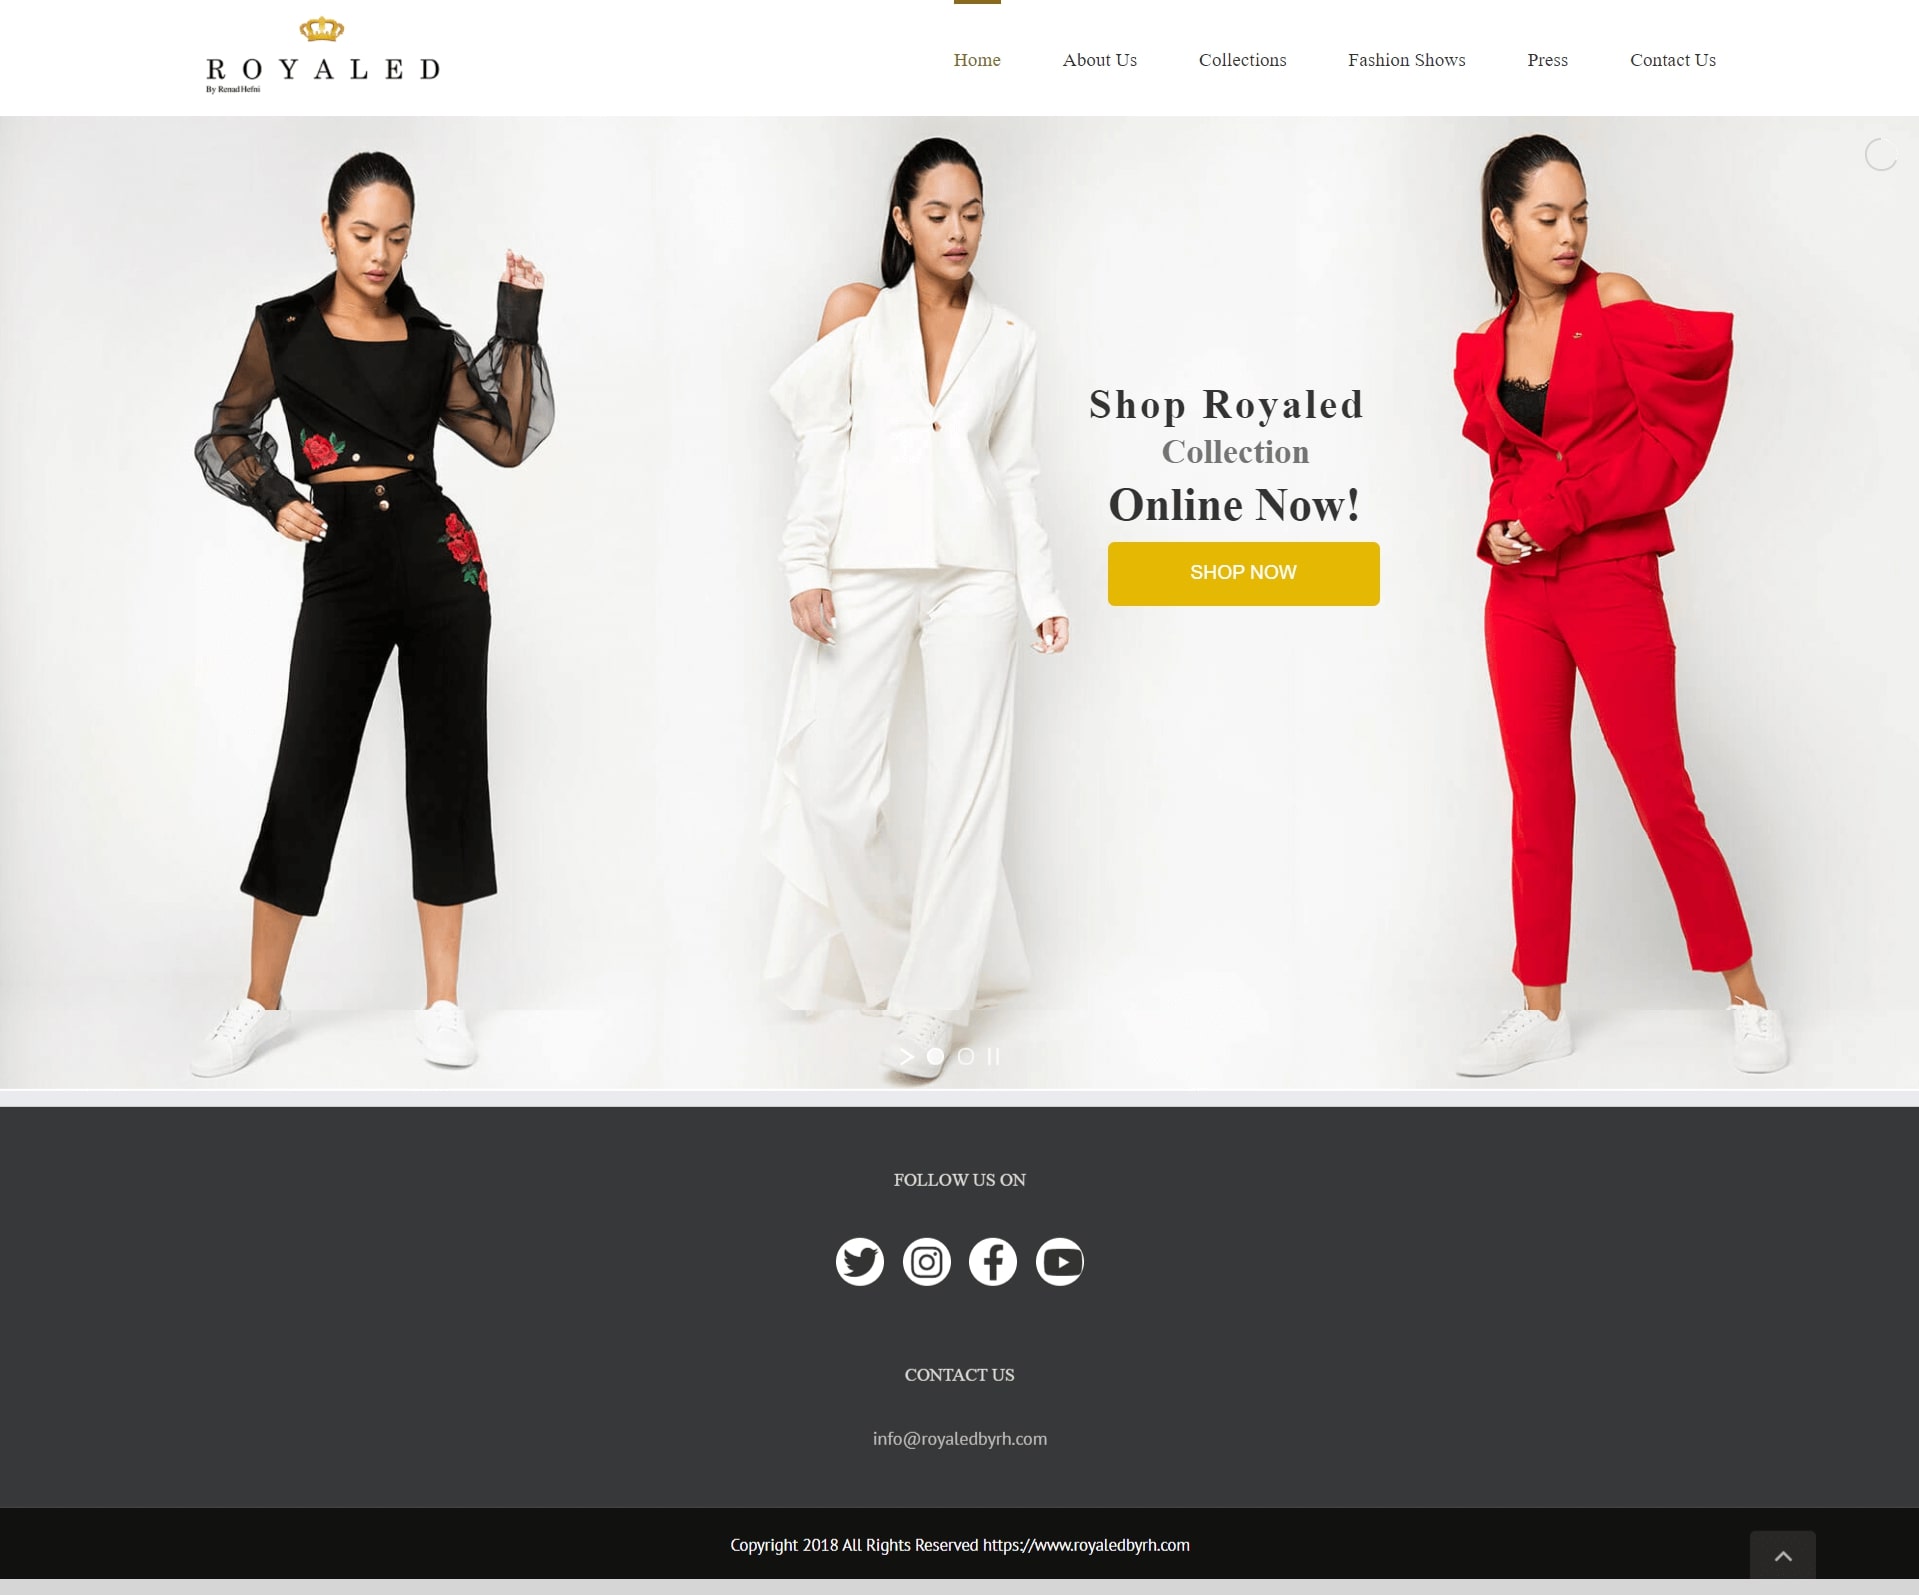 ROYALED
By Renad Hefni
Home
About Us
Collections
Fashion Shows
Press
Contact Us
Shop Royaled
Collection
Online Now!
SHOP NOW
FOLLOW US ON
CONTACT US
info@royaledbyrh.com
Copyright 2018 All Rights Reserved https://www.royaledbyrh.com